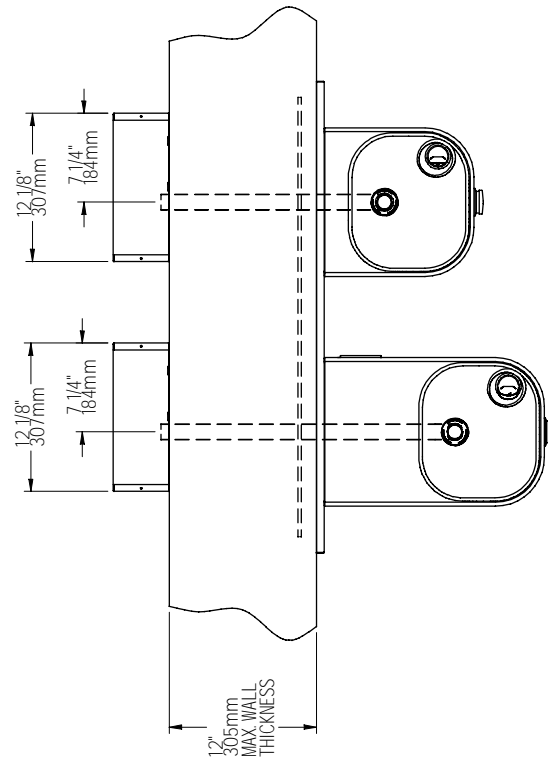 12 1/8"
307mm
7 1/4"
184mm
12 1/8"
307mm
7 1/4"
184mm
12"
305mm
MAX. WALL
THICKNESS